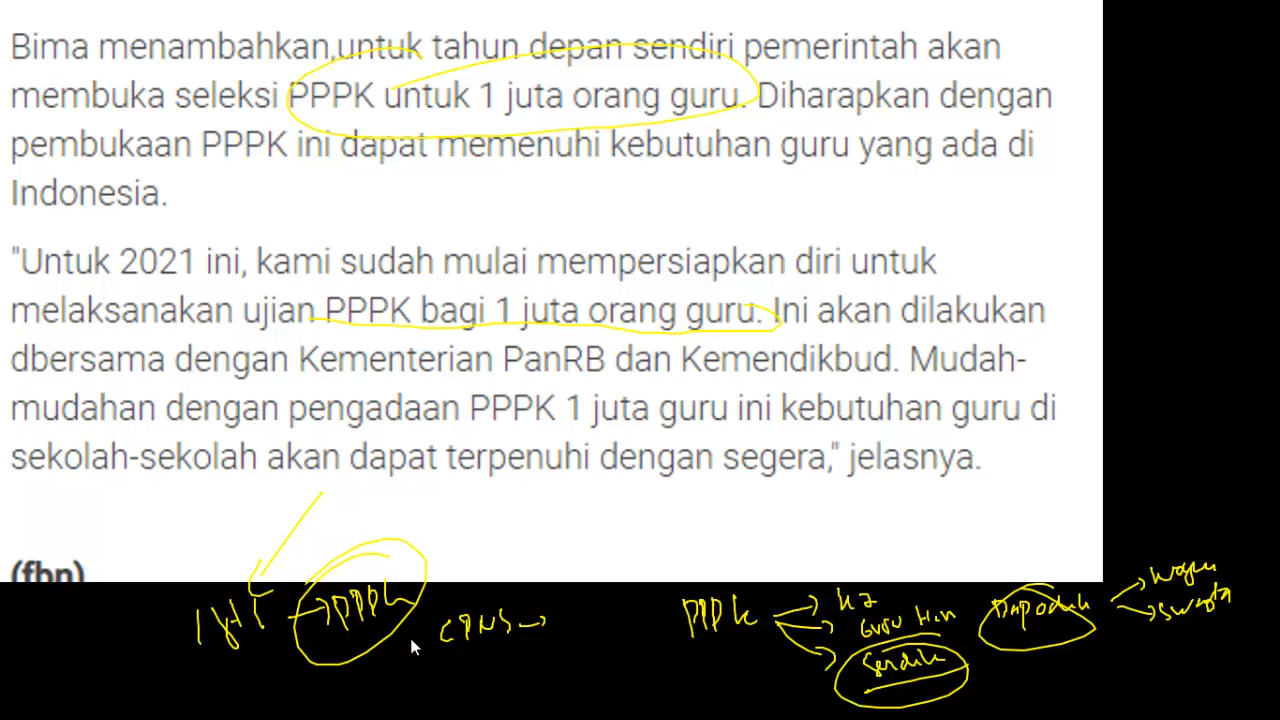 Bima menambahkan,untuk tahun depan sendiri pemerintah akan
membuka seleksi PPPK untuk 1 juta orang guru. Diharapkan dengan
pembukaan PPPK ini dapat memenuhi kebutuhan guru yang ada di
Indonesia.
"Untuk 2021 ini, kami sudah mulai mempersiapkan diri untuk
melaksanakan ujian PPPK bagi 1 juta orang guru. Ini akan dilakukan
dbersama dengan Kementerian PanRB dan Kemendikbud. Mudah-
mudahan dengan pengadaan PPPK 1 juta guru ini kebutuhan guru di
sekolah-sekolah akan dapat terpenuhi dengan segera," jelasnya.
(fbn)
1 jt → PPPK
CPNS →
PPPK → K2
Guru Hon
Serdik
Dapodik
Swasta